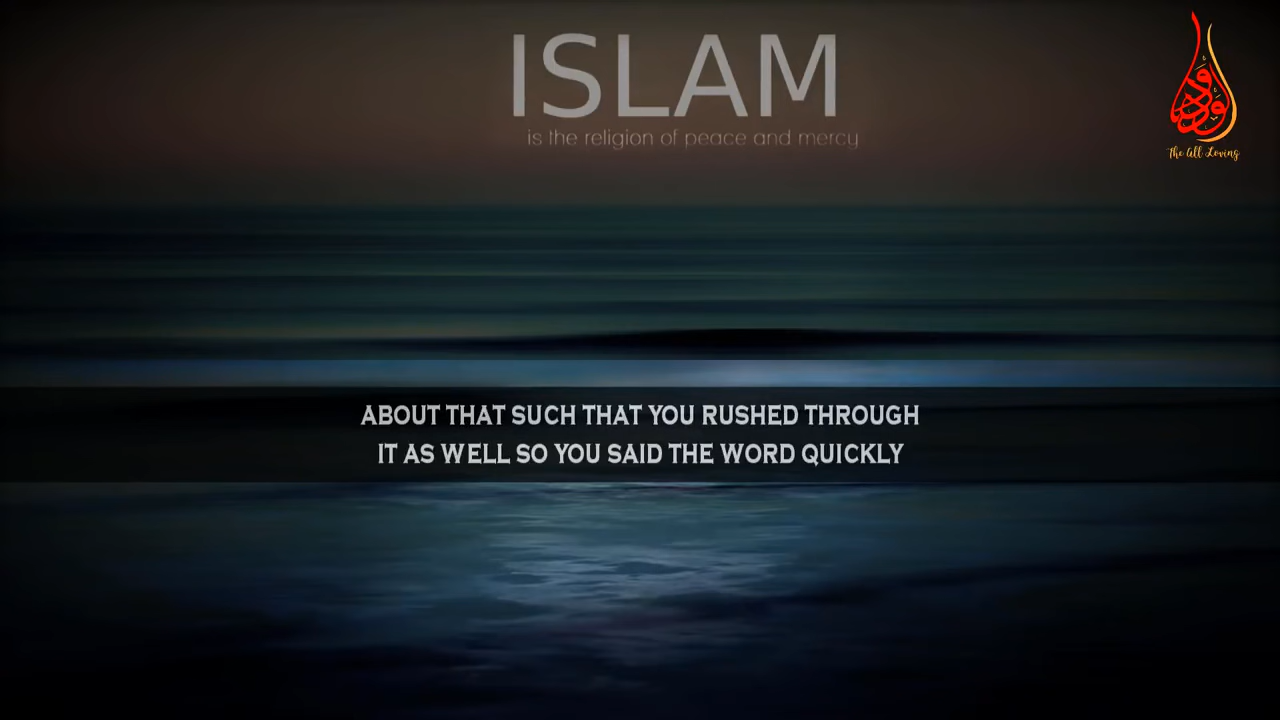 ISLAM
is the religion of peace and mercy
الودود
The All Loving
ABOUT THAT SUCH THAT YOU RUSHED THROUGH
IT AS WELL SO YOU SAID THE WORD QUICKLY